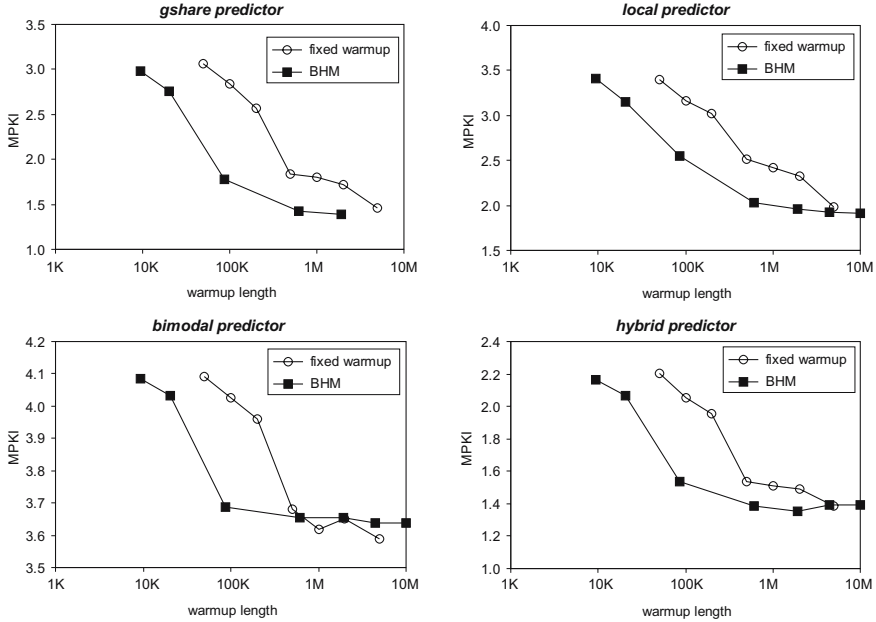 gshare predictor
MPKI
3.5
3.0
2.5
2.0
1.5
1.0
fixed warmup
BHM
1K 10K 100K 1M 10M
warmup length
local predictor
MPKI
4.0
3.5
3.0
2.5
2.0
1.5
fixed warmup
BHM
1K 10K 100K 1M 10M
warmup length
bimodal predictor
MPKI
4.2
4.1
4.0
3.9
3.8
3.7
3.6
3.5
fixed warmup
BHM
1K 10K 100K 1M 10M
warmup length
hybrid predictor
MPKI
2.4
2.2
2.0
1.8
1.6
1.4
1.2
1.0
fixed warmup
BHM
1K 10K 100K 1M 10M
warmup length